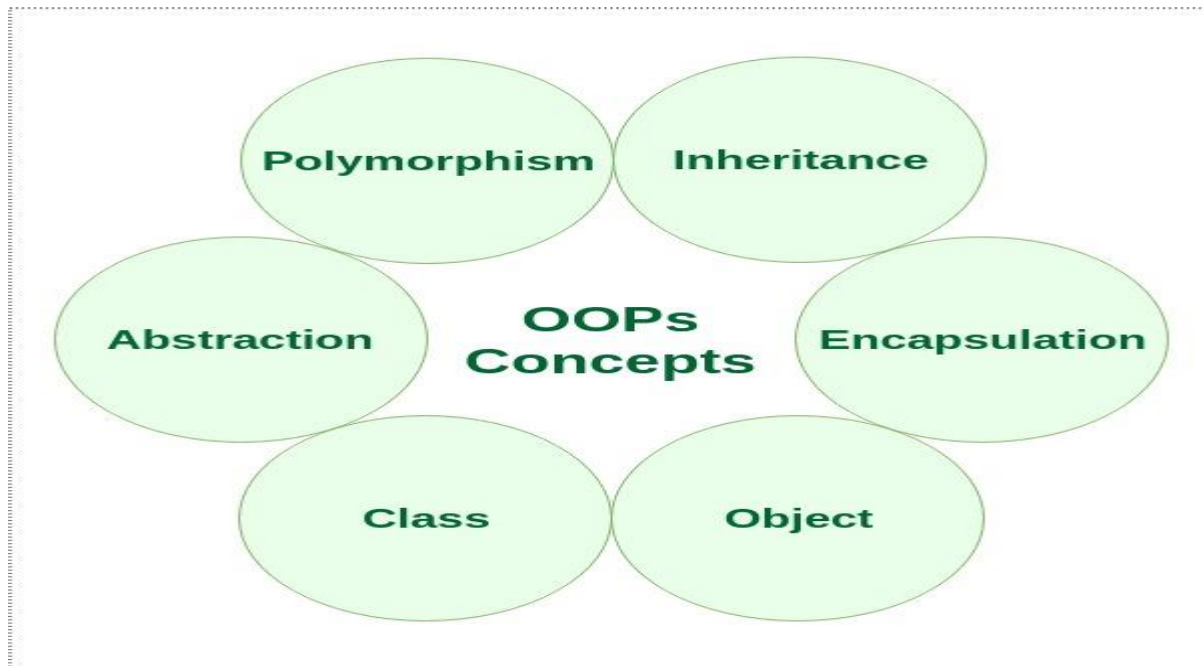 Polymorphism
Inheritance
Abstraction
OOPs
Concepts
Encapsulation
Class
Object